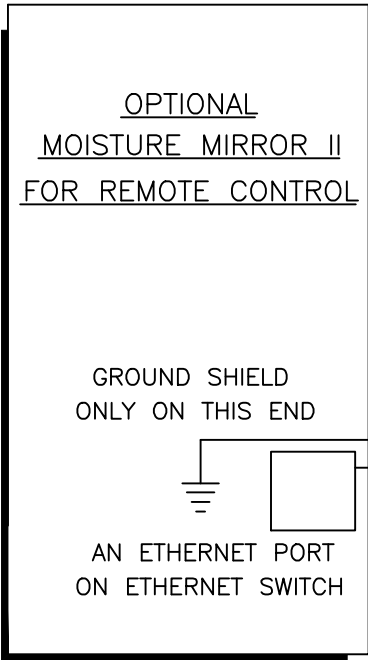 OPTIONAL
MOISTURE MIRROR II
FOR REMOTE CONTROL
GROUND SHIELD
ONLY ON THIS END
AN ETHERNET PORT
ON ETHERNET SWITCH